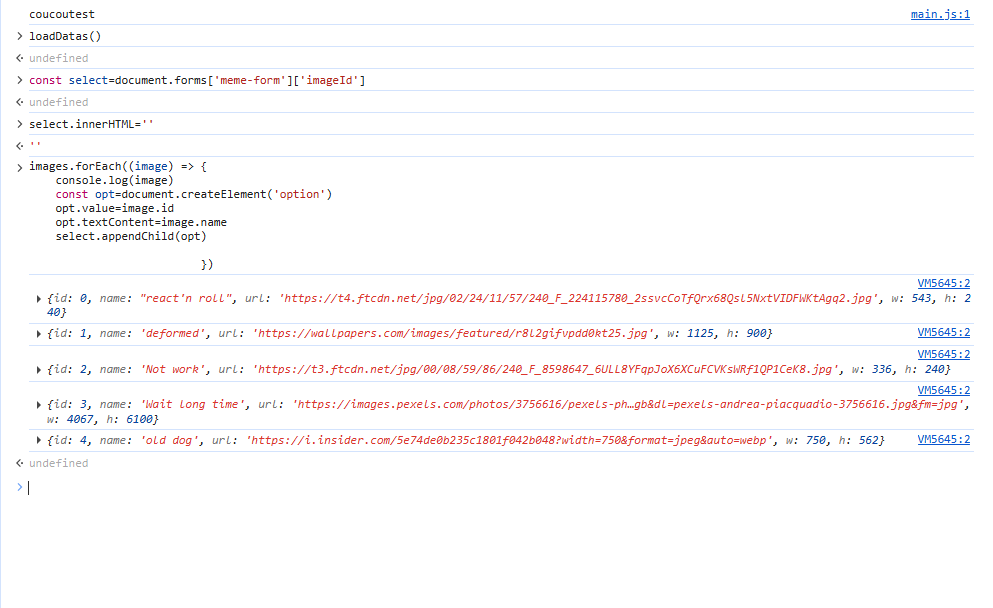 coucoutest main.js:1
loadDatas()
undefined
const select=document.forms['meme-form']['imageId']
undefined
select.innerHTML=''
''
images.forEach((image) => {
console.log(image)
const opt=document.createElement('option')
opt.value=image.id
opt.textContent=image.name
select.appendChild(opt)
})
VM5645:2
{id: 0, name: "react'n roll", url: 'https://t4.ftcdn.net/jpg/02/24/11/57/240_F_224115780_2ssvcCoTfQrx68Qsl5NxtVIDFWKtAgq2.jpg', w: 543, h: 2
40}
{id: 1, name: 'deformed', url: 'https://wallpapers.com/images/featured/r8l2gifvpdd0kt25.jpg', w: 1125, h: 900} VM5645:2
VM5645:2
{id: 2, name: 'Not work', url: 'https://t3.ftcdn.net/jpg/00/08/59/86/240_F_8598647_6ULL8YFqpJoX6XCuFCVKsWRf1QP1CeK8.jpg', w: 336, h: 240}
VM5645:2
{id: 3, name: 'Wait long time', url: 'https://images.pexels.com/photos/3756616/pexels-ph…gb&dl=pexels-andrea-piacquadio-3756616.jpg&fm=jpg',
w: 4067, h: 6100}
{id: 4, name: 'old dog', url: 'https://i.insider.com/5e74de0b235c1801f042b048?width=750&format=jpeg&auto=webp', w: 750, h: 562} VM5645:2
undefined